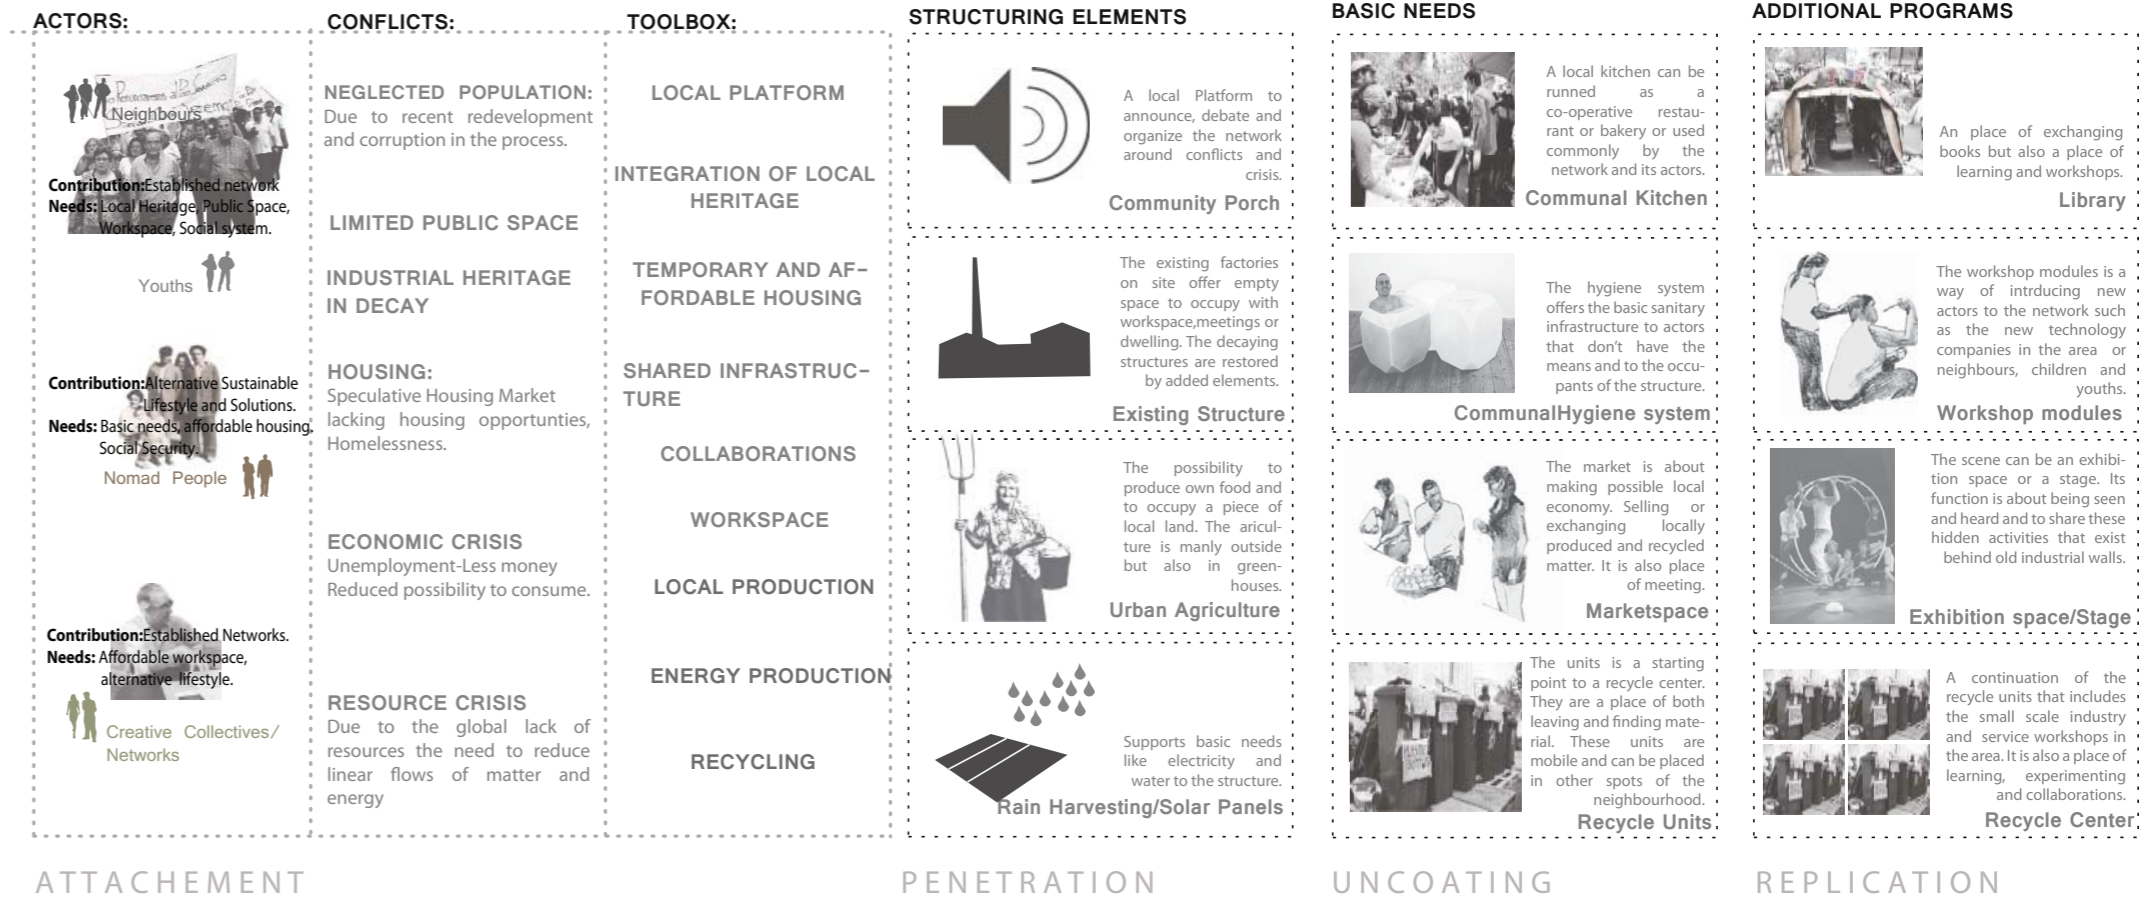 ACTORS:
Neighbours
Contribution:Established network
Needs: Local Heritage, Public Space,
Workspace, Social system.
Youths
Contribution:Alternative Sustainable
Lifestyle and Solutions.
Needs: Basic needs, affordable housing.
Social Security.
Nomad People
Contribution:Established Networks.
Needs: Affordable workspace,
alternative lifestyle.
Creative Collectives/
Networks
CONFLICTS:
NEGLECTED POPULATION:
Due to recent redevelopment
and corruption in the process.
LIMITED PUBLIC SPACE
INDUSTRIAL HERITAGE
IN DECAY
HOUSING:
Speculative Housing Market
lacking housing opportunties,
Homelessness.
ECONOMIC CRISIS
Unemployment-Less money
Reduced possibility to consume.
RESOURCE CRISIS
Due to the global lack of
resources the need to reduce
linear flows of matter and
energy
TOOLBOX:
LOCAL PLATFORM
INTEGRATION OF LOCAL
HERITAGE
TEMPORARY AND AF-
FORDABLE HOUSING
SHARED INFRASTRUC-
TURE
COLLABORATIONS
WORKSPACE
LOCAL PRODUCTION
ENERGY PRODUCTION
RECYCLING
ATTACHEMENT
STRUCTURING ELEMENTS
A local Platform to
announce, debate and
organize the network
around conflicts and
crisis.
Community Porch
The existing factories
on site offer empty
space to occupy with
workspace,meetings or
dwelling. The decaying
structures are restored
by added elements.
Existing Structure
The possibility to
produce own food and
to occupy a piece of
local land. The aricul-
ture is manly outside
but also in green-
houses.
Urban Agriculture
Supports basic needs
like electricity and
water to the structure.
Rain Harvesting/Solar Panels
PENETRATION
BASIC NEEDS
A local kitchen can be
runned as a
co-operative restau-
rant or bakery or used
commonly by the
network and its actors.
Communal Kitchen
The hygiene system
offers the basic sanitary
infrastructure to actors
that don't have the
means and to the occu-
pants of the structure.
CommunalHygiene system
The market is about
making possible local
economy. Selling or
exchanging locally
produced and recycled
matter. It is also place
of meeting.
Marketspace
The units is a starting
point to a recycle center.
They are a place of both
leaving and finding mate-
rial. These units are
mobile and can be placed
in other spots of the
neighbourhood.
Recycle Units
UNCOATING
ADDITIONAL PROGRAMS
An place of exchanging
books but also a place of
learning and workshops.
Library
The workshop modules is a
way of intrducing new
actors to the network such
as the new technology
companies in the area or
neighbours, children and
youths.
Workshop modules
The scene can be an exhibi-
tion space or a stage. Its
function is about being seen
and heard and to share these
hidden activities that exist
behind old industrial walls.
Exhibition space/Stage
A continuation of the
recycle units that includes
the small scale industry
and service workshops in
the area. It is also a place of
learning, experimenting
and collaborations.
Recycle Center
REPLICATION